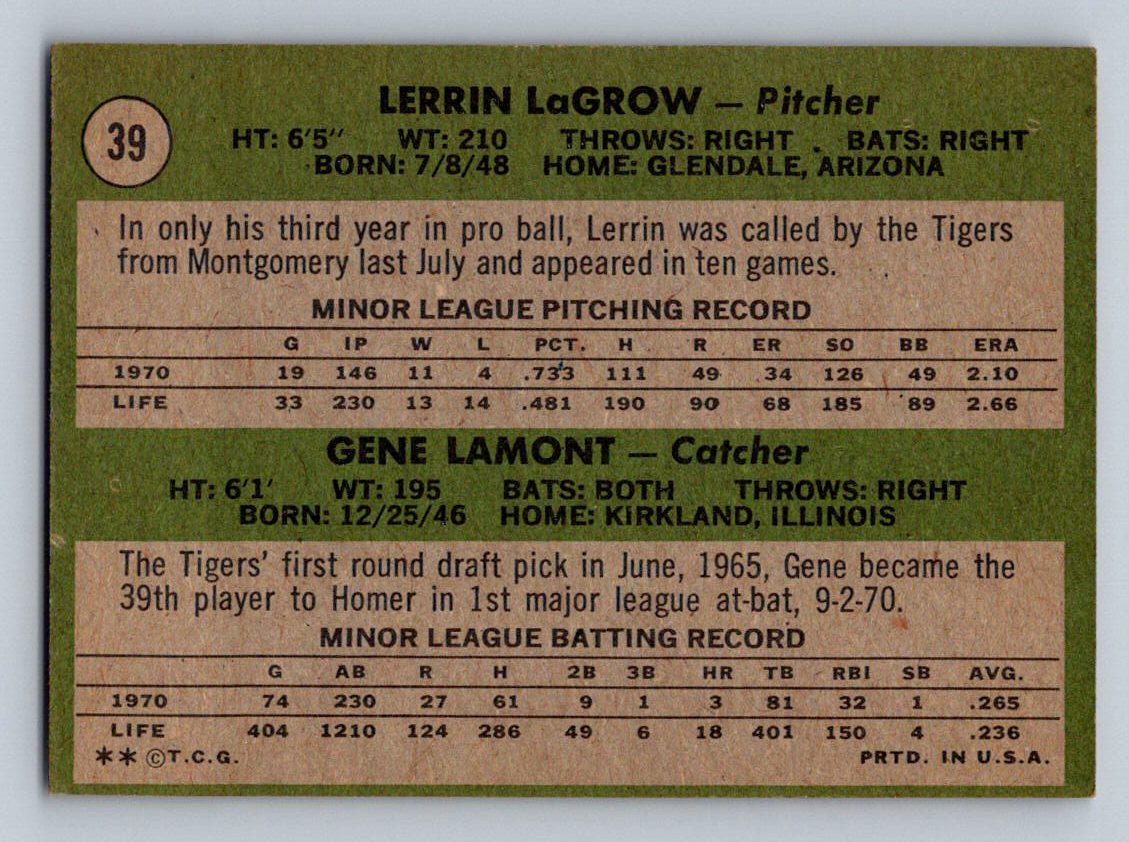 39
LERRIN LaGROW — Pitcher
HT: 6'5" WT: 210 THROWS: RIGHT . BATS: RIGHT
BORN: 7/8/48 HOME: GLENDALE, ARIZONA
In only his third year in pro ball, Lerrin was called by the Tigers
from Montgomery last July and appeared in ten games.
MINOR LEAGUE PITCHING RECORD
G IP W L PCT. H R ER SO BB ERA
1970 19 146 11 4 .733 111 49 34 126 49 2.10
LIFE 33 230 13 14 .481 190 90 68 185 89 2.66
GENE LAMONT — Catcher
HT: 6'1' WT: 195 BATS: BOTH THROWS: RIGHT
BORN: 12/25/46 HOME: KIRKLAND, ILLINOIS
The Tigers' first round draft pick in June, 1965, Gene became the
39th player to Homer in 1st major league at-bat, 9-2-70.
MINOR LEAGUE BATTING RECORD
G AB R H 2B 3B HR TB RBI SB AVG.
1970 74 230 27 61 9 1 3 81 32 1 .265
LIFE 404 1210 124 286 49 6 18 401 150 4 .236
** ©T.C.G. PRTD. IN U.S.A.